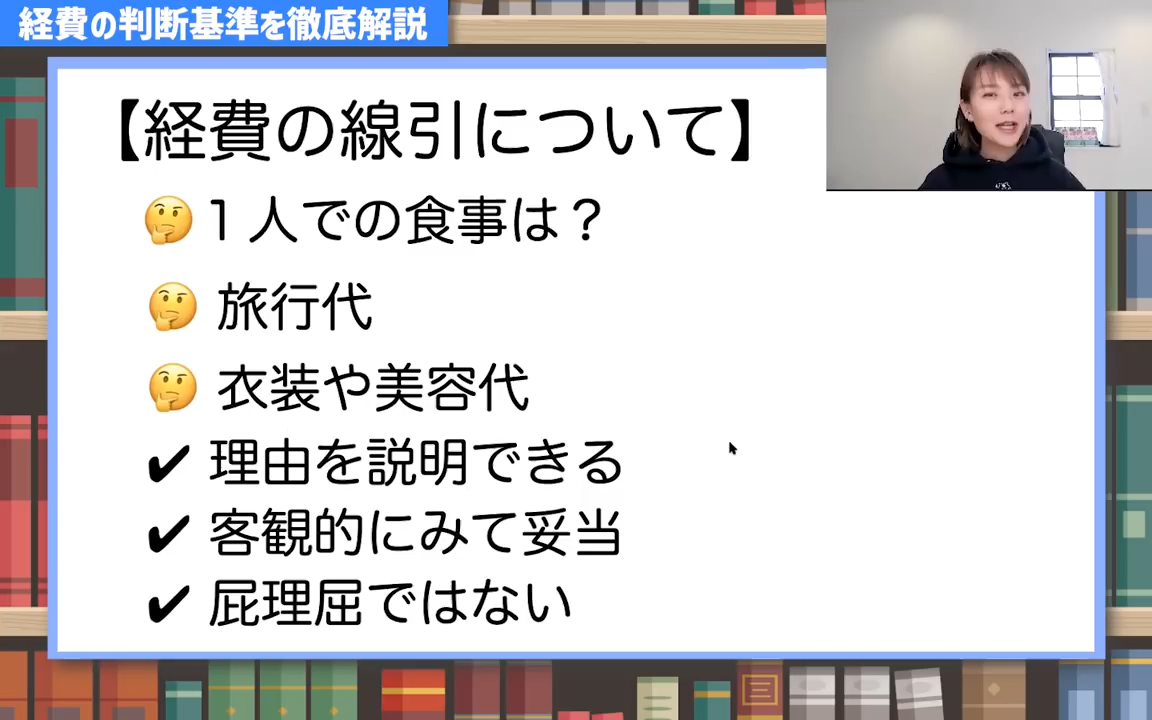 経費の判断基準を徹底解説
【経費の線引について】
🤔１人での食事は？
🤔 旅行代
🤔 衣装や美容代
✔ 理由を説明できる
✔ 客観的にみて妥当
✔ 屁理屈ではない